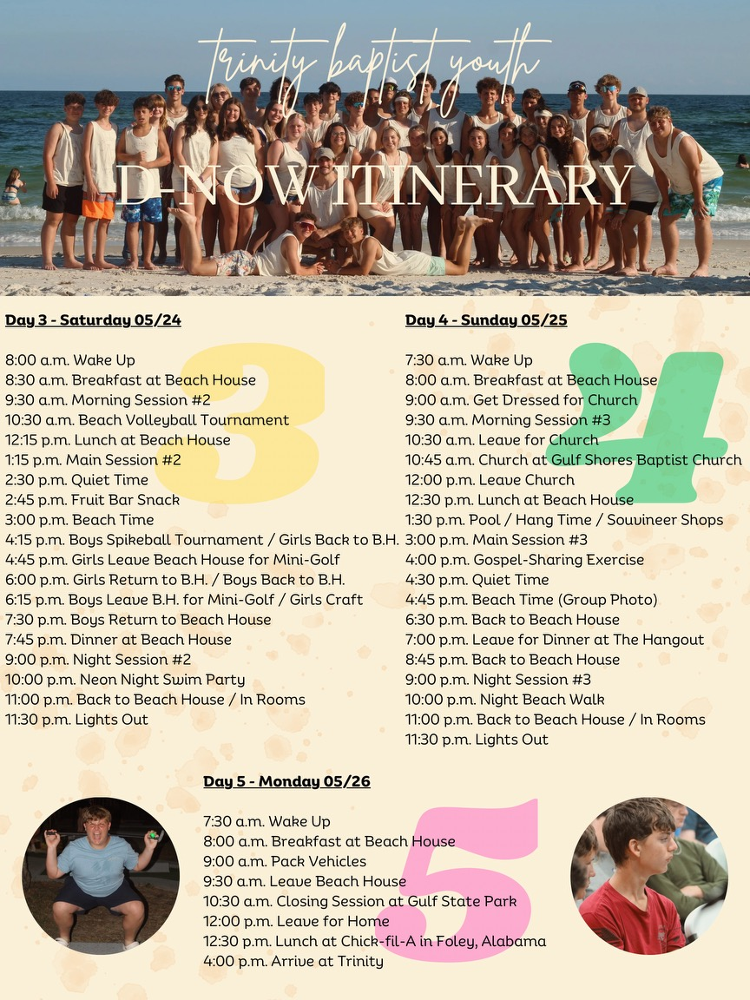 trinity baptist youth
D-NOW ITINERARY
Day 3 - Saturday 05/24
8:00 a.m. Wake Up
8:30 a.m. Breakfast at Beach House
9:30 a.m. Morning Session #2
10:30 a.m. Beach Volleyball Tournament
12:15 p.m. Lunch at Beach House
1:15 p.m. Main Session #2
2:30 p.m. Quiet Time
2:45 p.m. Fruit Bar Snack
3:00 p.m. Beach Time
4:15 p.m. Boys Spikeball Tournament / Girls Back to B.H.
4:45 p.m. Girls Leave Beach House for Mini-Golf
6:00 p.m. Girls Return to B.H. / Boys Back to B.H.
6:15 p.m. Boys Leave B.H. for Mini-Golf / Girls Craft
7:30 p.m. Boys Return to Beach House
7:45 p.m. Dinner at Beach House
9:00 p.m. Night Session #2
10:00 p.m. Neon Night Swim Party
11:00 p.m. Back to Beach House / In Rooms
11:30 p.m. Lights Out
3
Day 4 - Sunday 05/25
7:30 a.m. Wake Up
8:00 a.m. Breakfast at Beach House
9:00 a.m. Get Dressed for Church
9:30 a.m. Morning Session #3
10:30 a.m. Leave for Church
10:45 a.m. Church at Gulf Shores Baptist Church
12:00 p.m. Leave Church
12:30 p.m. Lunch at Beach House
1:30 p.m. Pool / Hang Time / Souvineer Shops
3:00 p.m. Main Session #3
4:00 p.m. Gospel-Sharing Exercise
4:30 p.m. Quiet Time
4:45 p.m. Beach Time (Group Photo)
6:30 p.m. Back to Beach House
7:00 p.m. Leave for Dinner at The Hangout
8:45 p.m. Back to Beach House
9:00 p.m. Night Session #3
10:00 p.m. Night Beach Walk
11:00 p.m. Back to Beach House / In Rooms
11:30 p.m. Lights Out
4
Day 5 - Monday 05/26
7:30 a.m. Wake Up
8:00 a.m. Breakfast at Beach House
9:00 a.m. Pack Vehicles
9:30 a.m. Leave Beach House
10:30 a.m. Closing Session at Gulf State Park
12:00 p.m. Leave for Home
12:30 p.m. Lunch at Chick-fil-A in Foley, Alabama
4:00 p.m. Arrive at Trinity
5